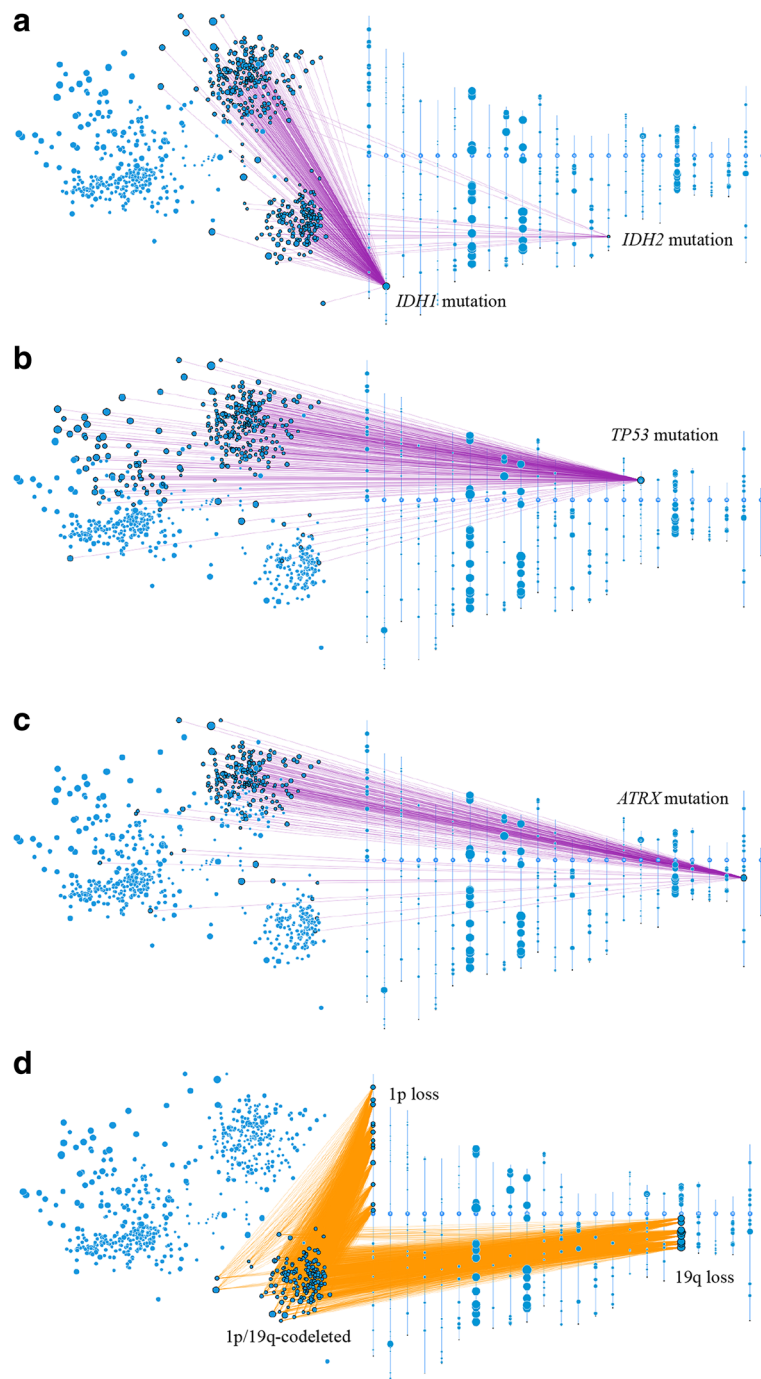 a
IDH2 mutation
IDH1 mutation
b
TP53 mutation
c
ATRX mutation
d
1p loss
19q loss
1p/19q-codeleted